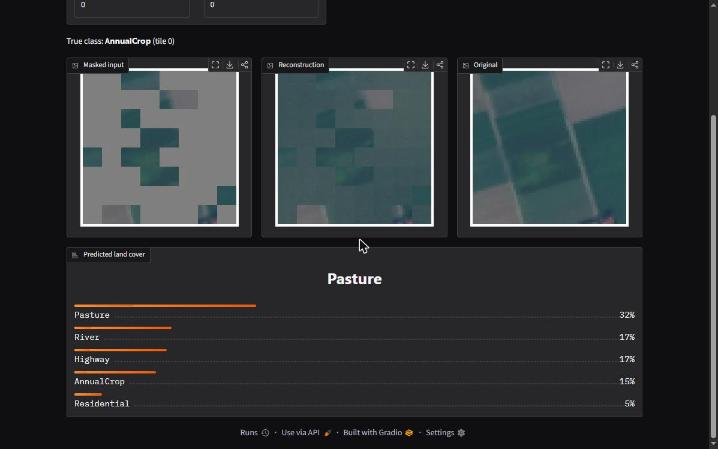 0
0
True class: AnnualCrop (tile 0)
Masked input
Reconstruction
Original
Predicted land cover
Pasture
Pasture 32%
River 17%
Highway 17%
AnnualCrop 15%
Residential 5%
Runs · Use via API · Built with Gradio · Settings